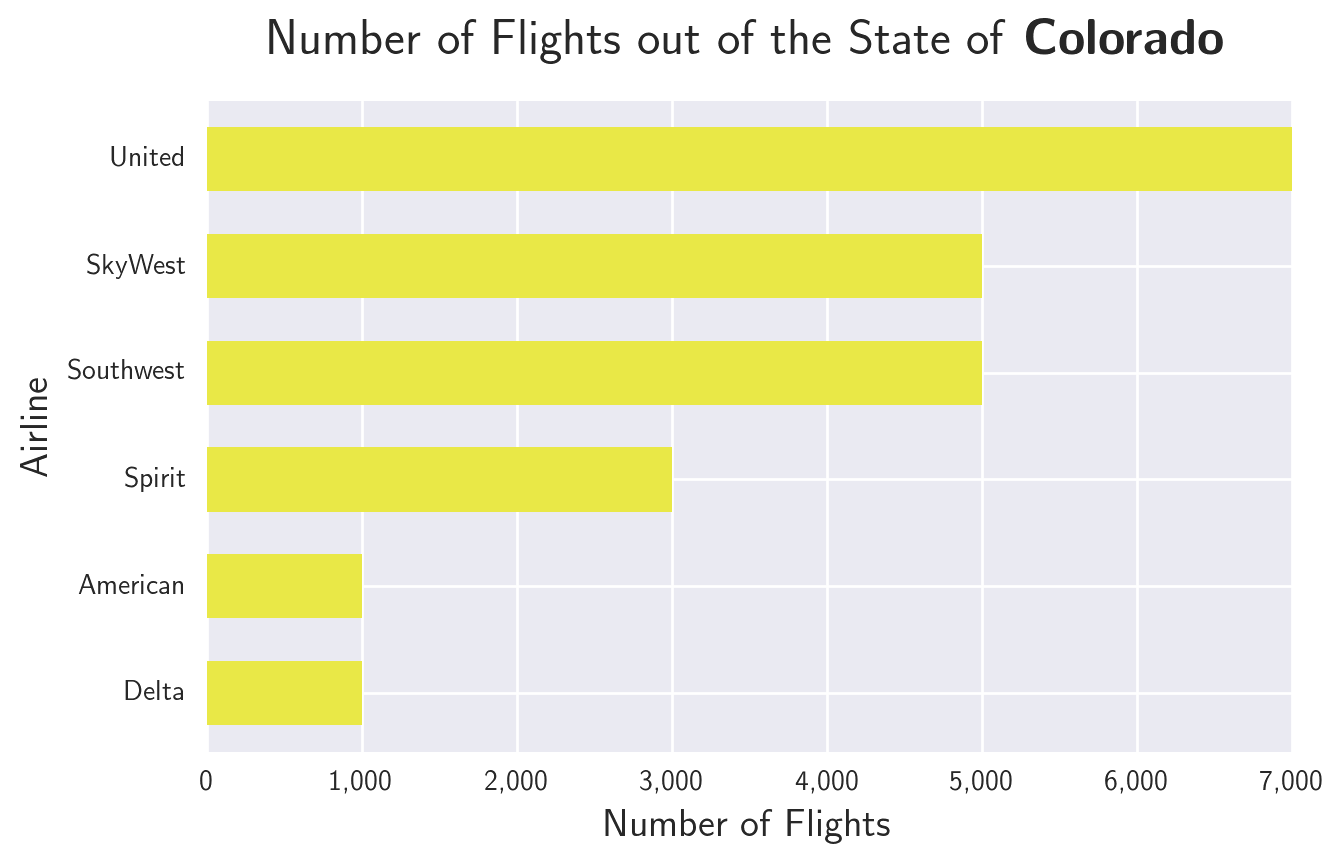 Number of Flights out of the State of Colorado
United
SkyWest
Southwest
Spirit
American
Delta
Airline
0 1,000 2,000 3,000 4,000 5,000 6,000 7,000
Number of Flights